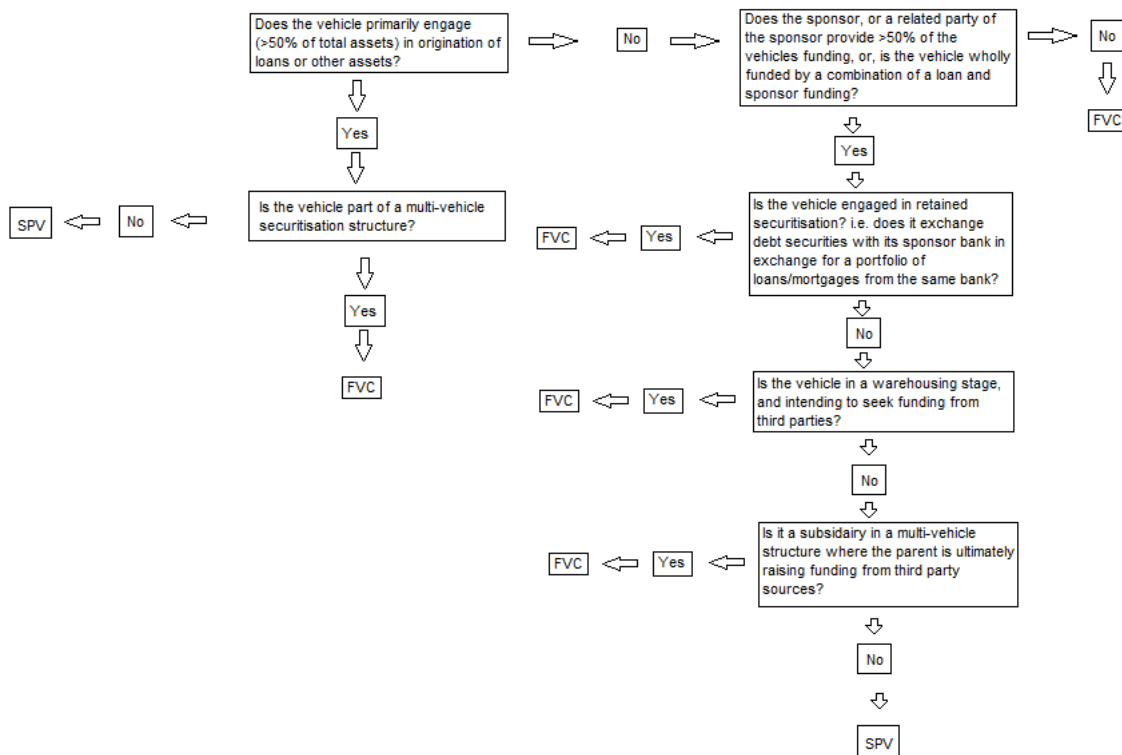 Does the vehicle primarily engage
(>50% of total assets) in origination of
loans or other assets?
No
Does the sponsor, or a related party of
the sponsor provide >50% of the
vehicles funding, or, is the vehicle wholly
funded by a combination of a loan and
sponsor funding?
No
FVC
Yes
Yes
Is the vehicle part of a multi-vehicle
securitisation structure?
No
SPV
Yes
FVC
Is the vehicle engaged in retained
securitisation? i.e. does it exchange
debt securities with its sponsor bank in
exchange for a portfolio of
loans/mortgages from the same bank?
Yes
FVC
No
Is the vehicle in a warehousing stage,
and intending to seek funding from
third parties?
Yes
FVC
No
Is it a subsidairy in a multi-vehicle
structure where the parent is ultimately
raising funding from third party
sources?
Yes
FVC
No
SPV